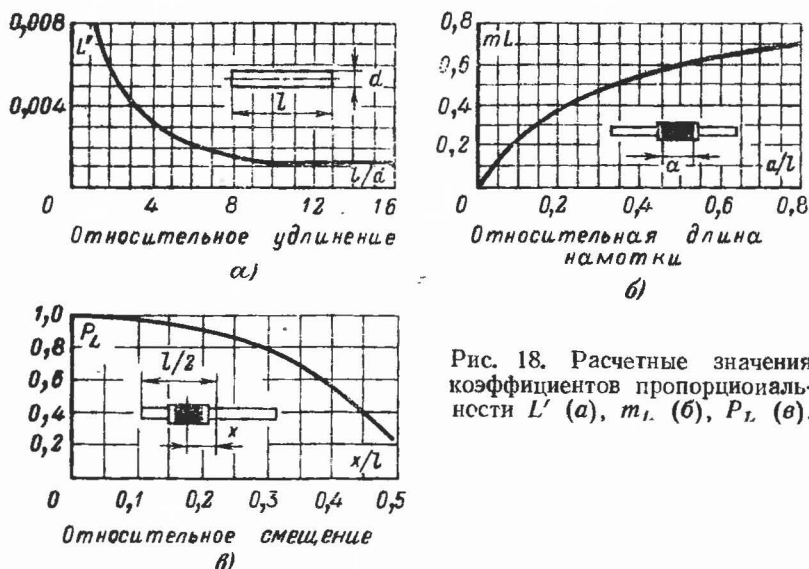 0,008
L'
0,004
d
l
l/d
0 4 8 12 16
Относительное удлинение
а)
0,8
mL
0,6
0,4
0,2
a
a/l
0 0,2 0,4 0,6 0,8
Относительная длина
намотки
б)
1,0
P_L
0,8
l/2
0,6
0,4
x
0,2
x/l
0 0,1 0,2 0,3 0,4 0,5
Относительное смещение
в)
Рис. 18. Расчетные значения
коэффициентов пропорциональ-
ности L' (а), m_L (б), P_L (в).